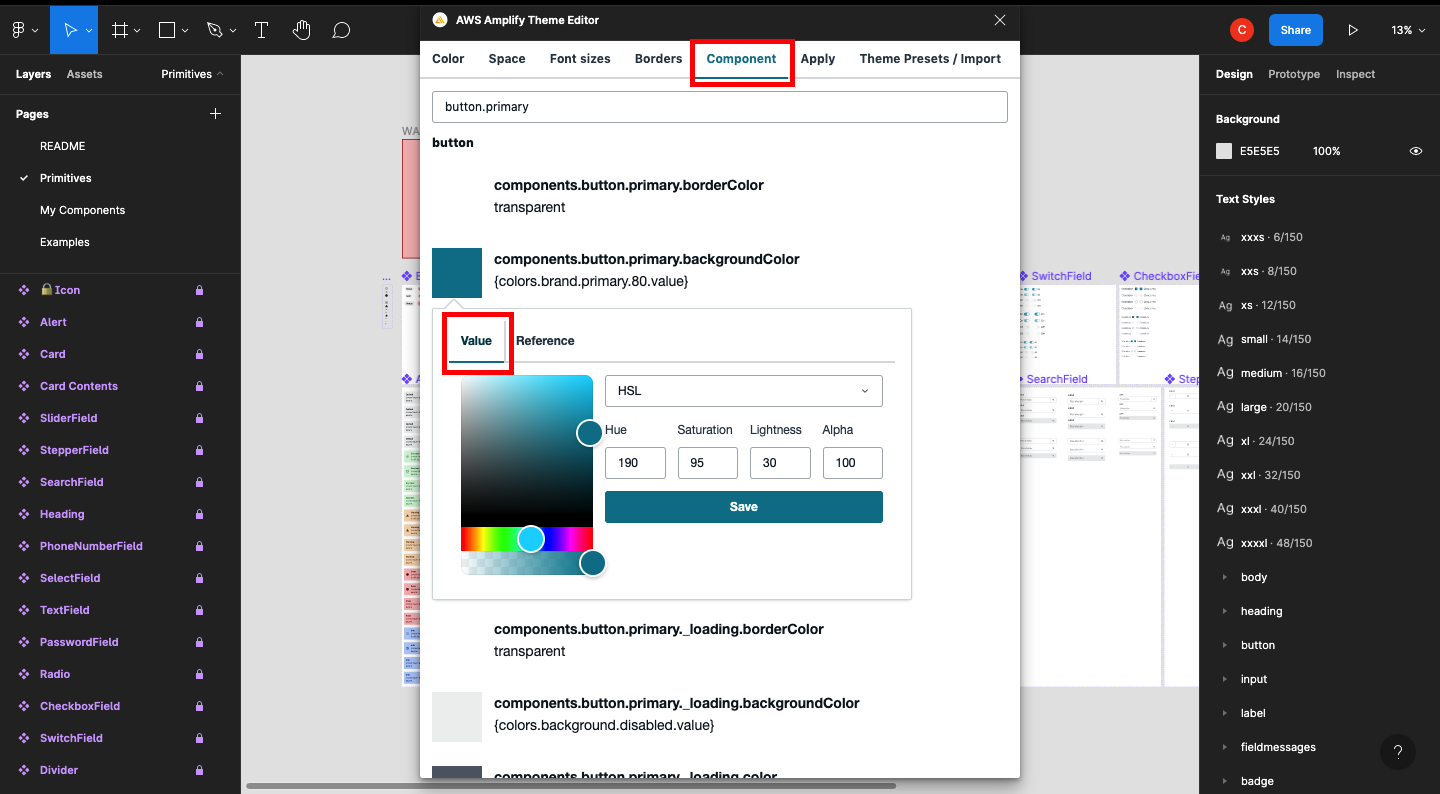 AWS Amplify Theme Editor
C
Share
13%
Layers
Assets
Primitives
Color
Space
Font sizes
Borders
Component
Apply
Theme Presets / Import
Design
Prototype
Inspect
Pages
README
Primitives
My Components
Examples
Icon
Alert
Card
Card Contents
SliderField
StepperField
SearchField
Heading
PhoneNumberField
SelectField
TextField
PasswordField
Radio
CheckboxField
SwitchField
Divider
button.primary
button
components.button.primary.borderColor
transparent
components.button.primary.backgroundColor
{colors.brand.primary.80.value}
Value
Reference
HSL
Hue
Saturation
Lightness
Alpha
190
95
30
100
Save
components.button.primary._loading.borderColor
transparent
components.button.primary._loading.backgroundColor
{colors.background.disabled.value}
components.button.primary._loading.color
SwitchField
CheckboxFie
SearchField
Step
Background
E5E5E5
100%
Text Styles
Ag xxxs · 6/150
Ag xxs · 8/150
Ag xs · 12/150
Ag small · 14/150
Ag medium · 16/150
Ag large · 20/150
Ag xl · 24/150
Ag xxl · 32/150
Ag xxxl · 40/150
Ag xxxxl · 48/150
body
heading
button
input
label
fieldmessages
badge
?